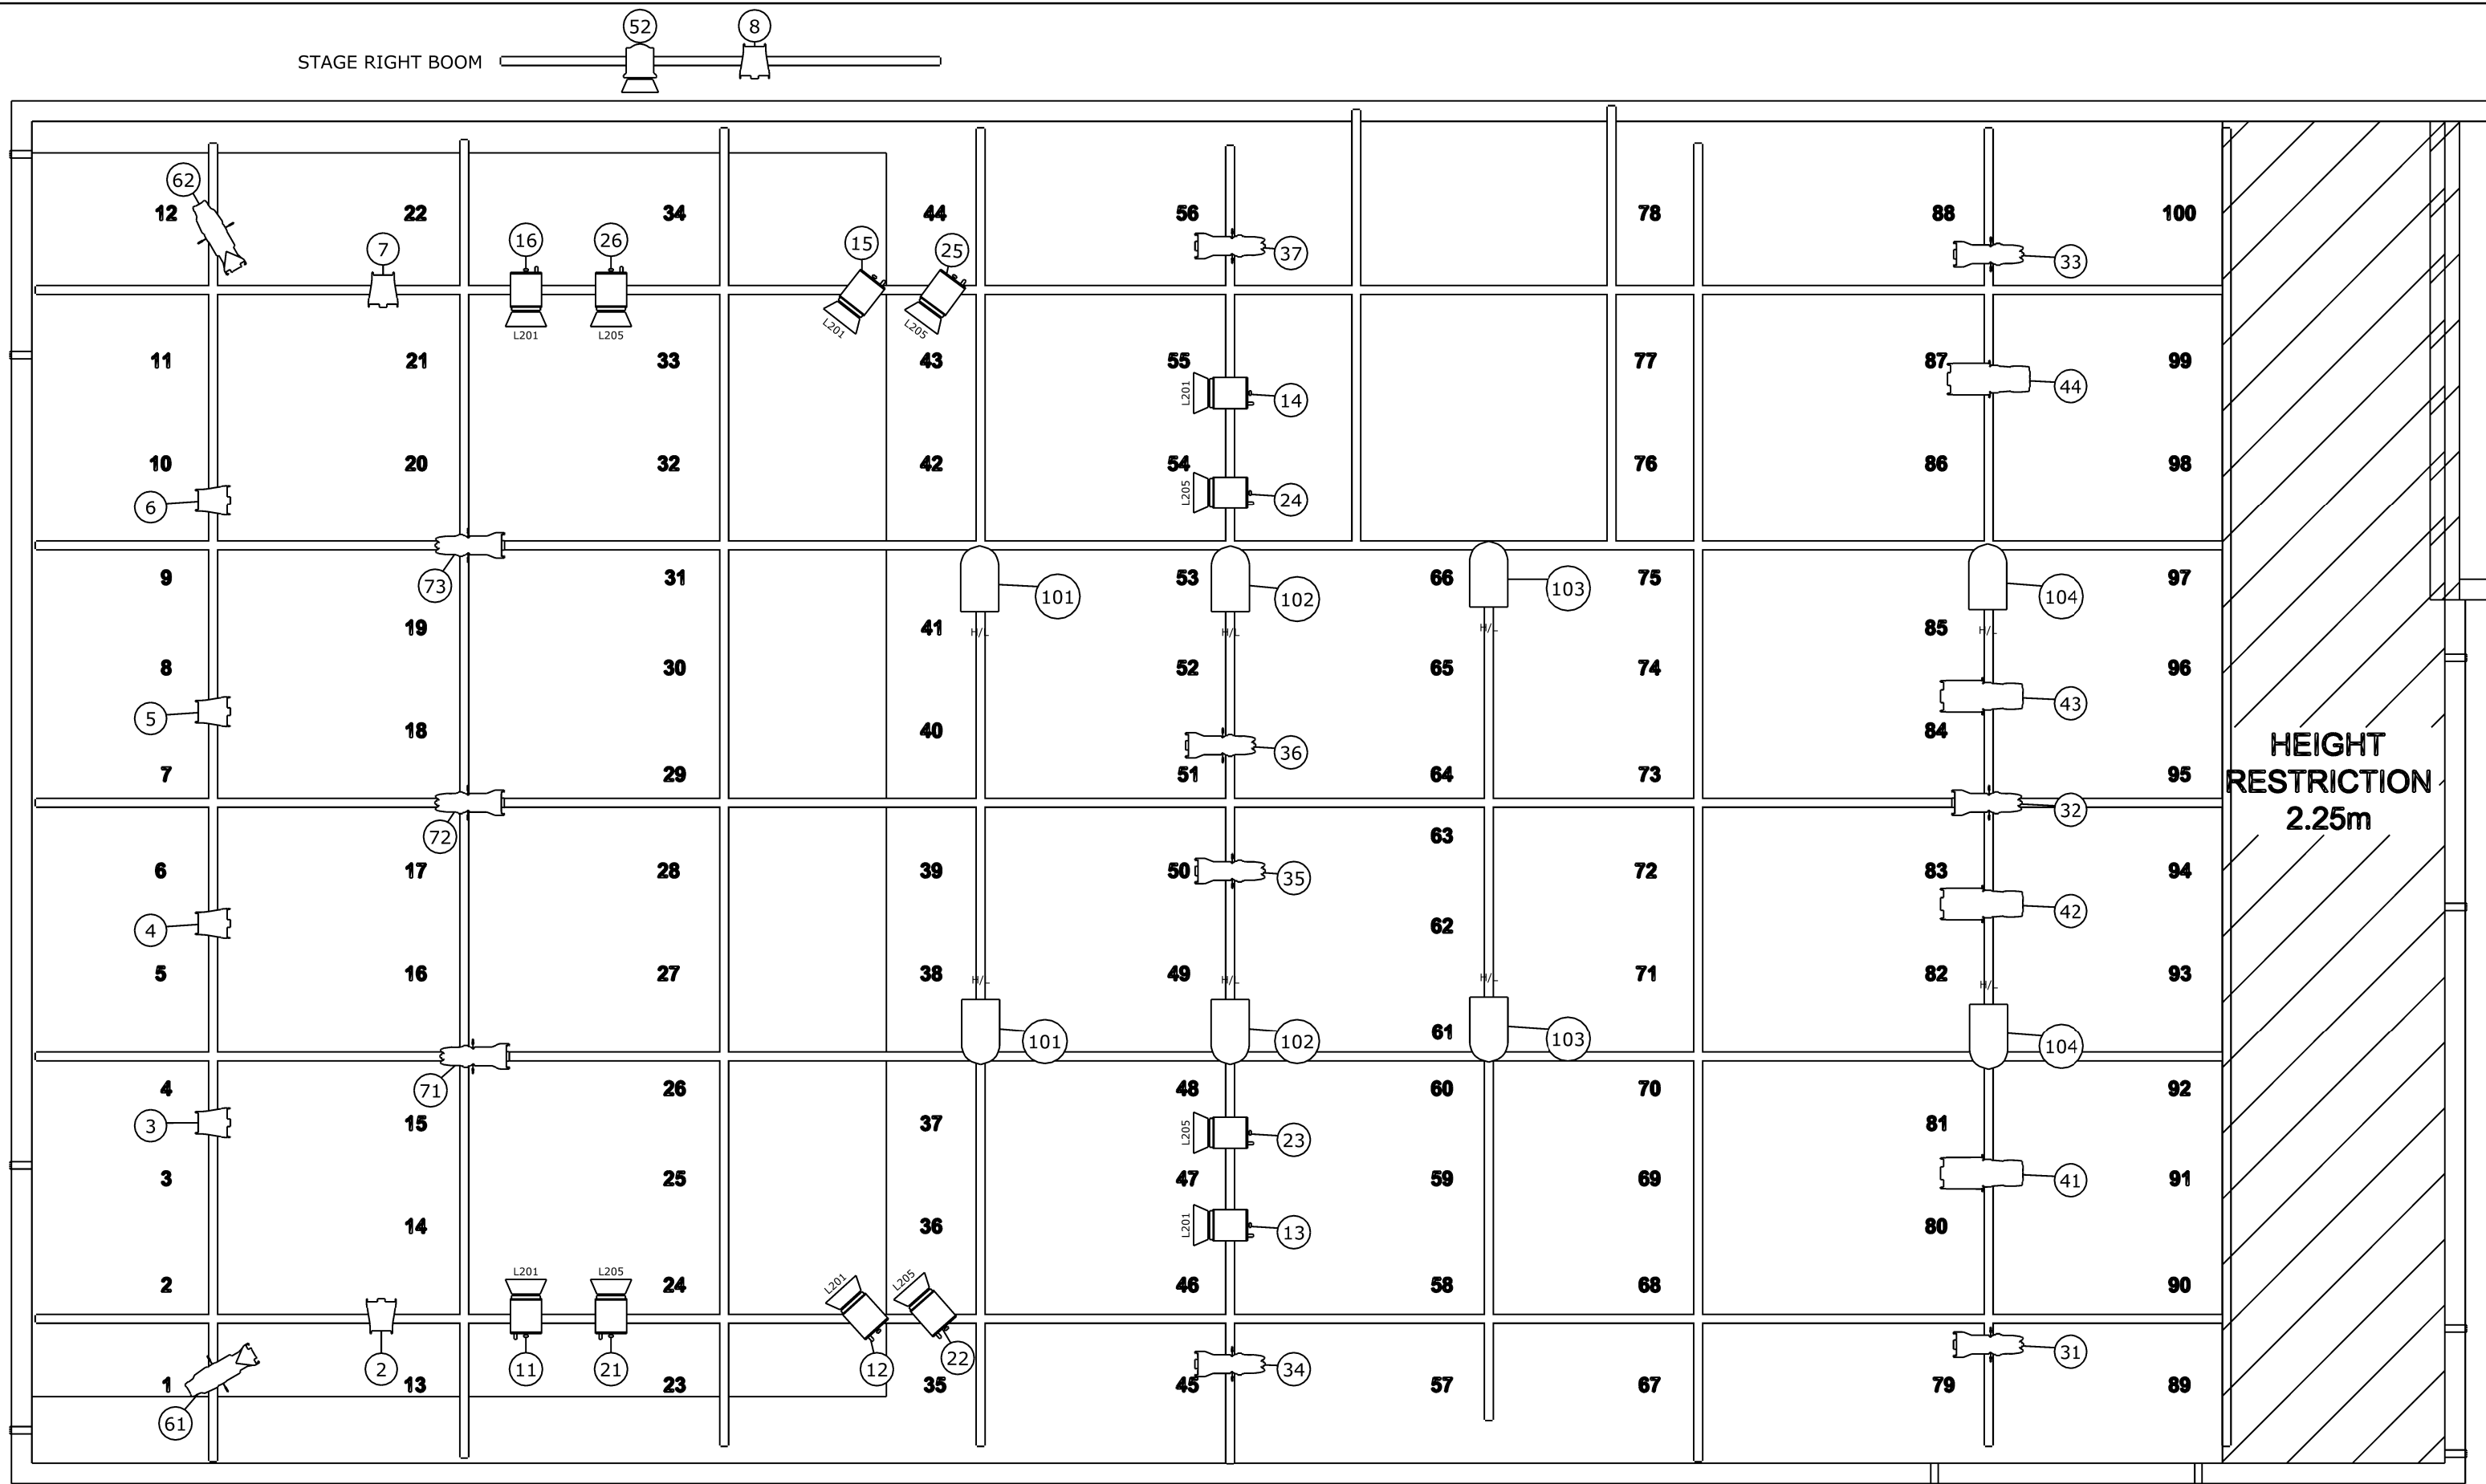 52 8
STAGE RIGHT BOOM
62
12 22 34 44 56 78 88 100
7 16 26 15 25 37 33
L201 L205 L201 L205
11 21 33 43 55 77 87 99
L201 14 44
10 20 32 42 54 76 86 98
6 L205 24
9 73 31 101 53 102 66 103 75 104 97
19 41 H/L H/L H/L 85 H/L
8 30 52 65 74 96
5 43
18 40 36 84
HEIGHT
7 29 51 64 73 95
RESTRICTION
32
2.25m
72 63
6 17 28 39 50 35 72 83 94
4 62 42
5 16 27 38 H/L 49 H/L H/L 71 82 H/L 93
101 102 61 103 104
4 71 26 48 60 70 92
3 15 37 L205 23 81
3 25 47 59 69 41 91
14 36 L201 13 80
L201 L205 L201 L205
2 24 46 58 68 90
2 11 21 12 22 34 31
1 13 23 35 45 57 67 79 89
61